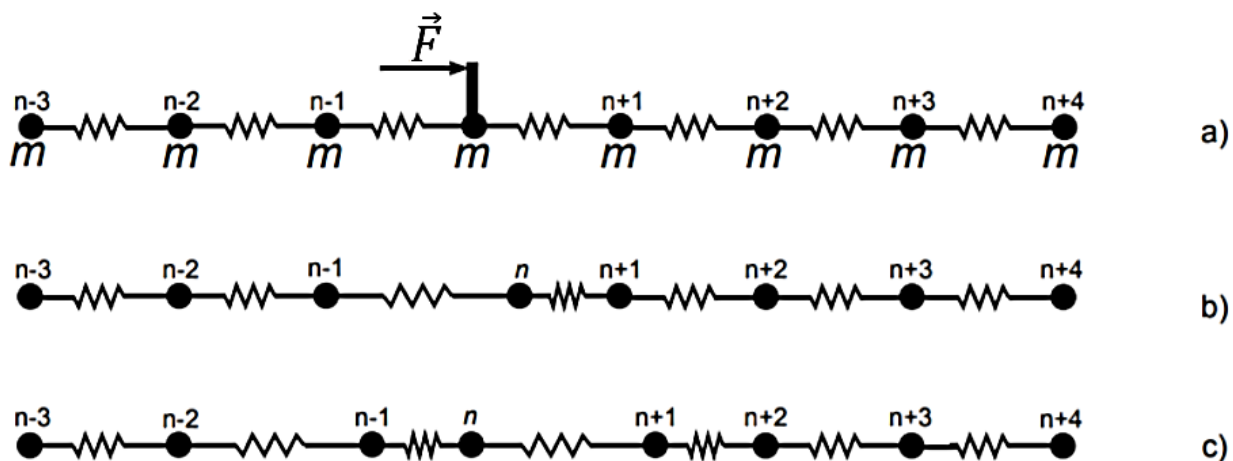 F
n-3 n-2 n-1 n+1 n+2 n+3 n+4 a)
m m m m m m m m
n-3 n-2 n-1 n n+1 n+2 n+3 n+4 b)
n-3 n-2 n-1 n n+1 n+2 n+3 n+4 c)